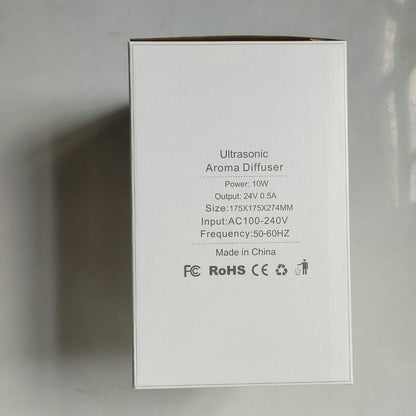 Ultrasonic
Aroma Diffuser
Power: 10W
Output: 24V 0.5A
Size:175X175X274MM
Input:AC100-240V
Frequency:50-60HZ
Made in China
FC RoHS CE